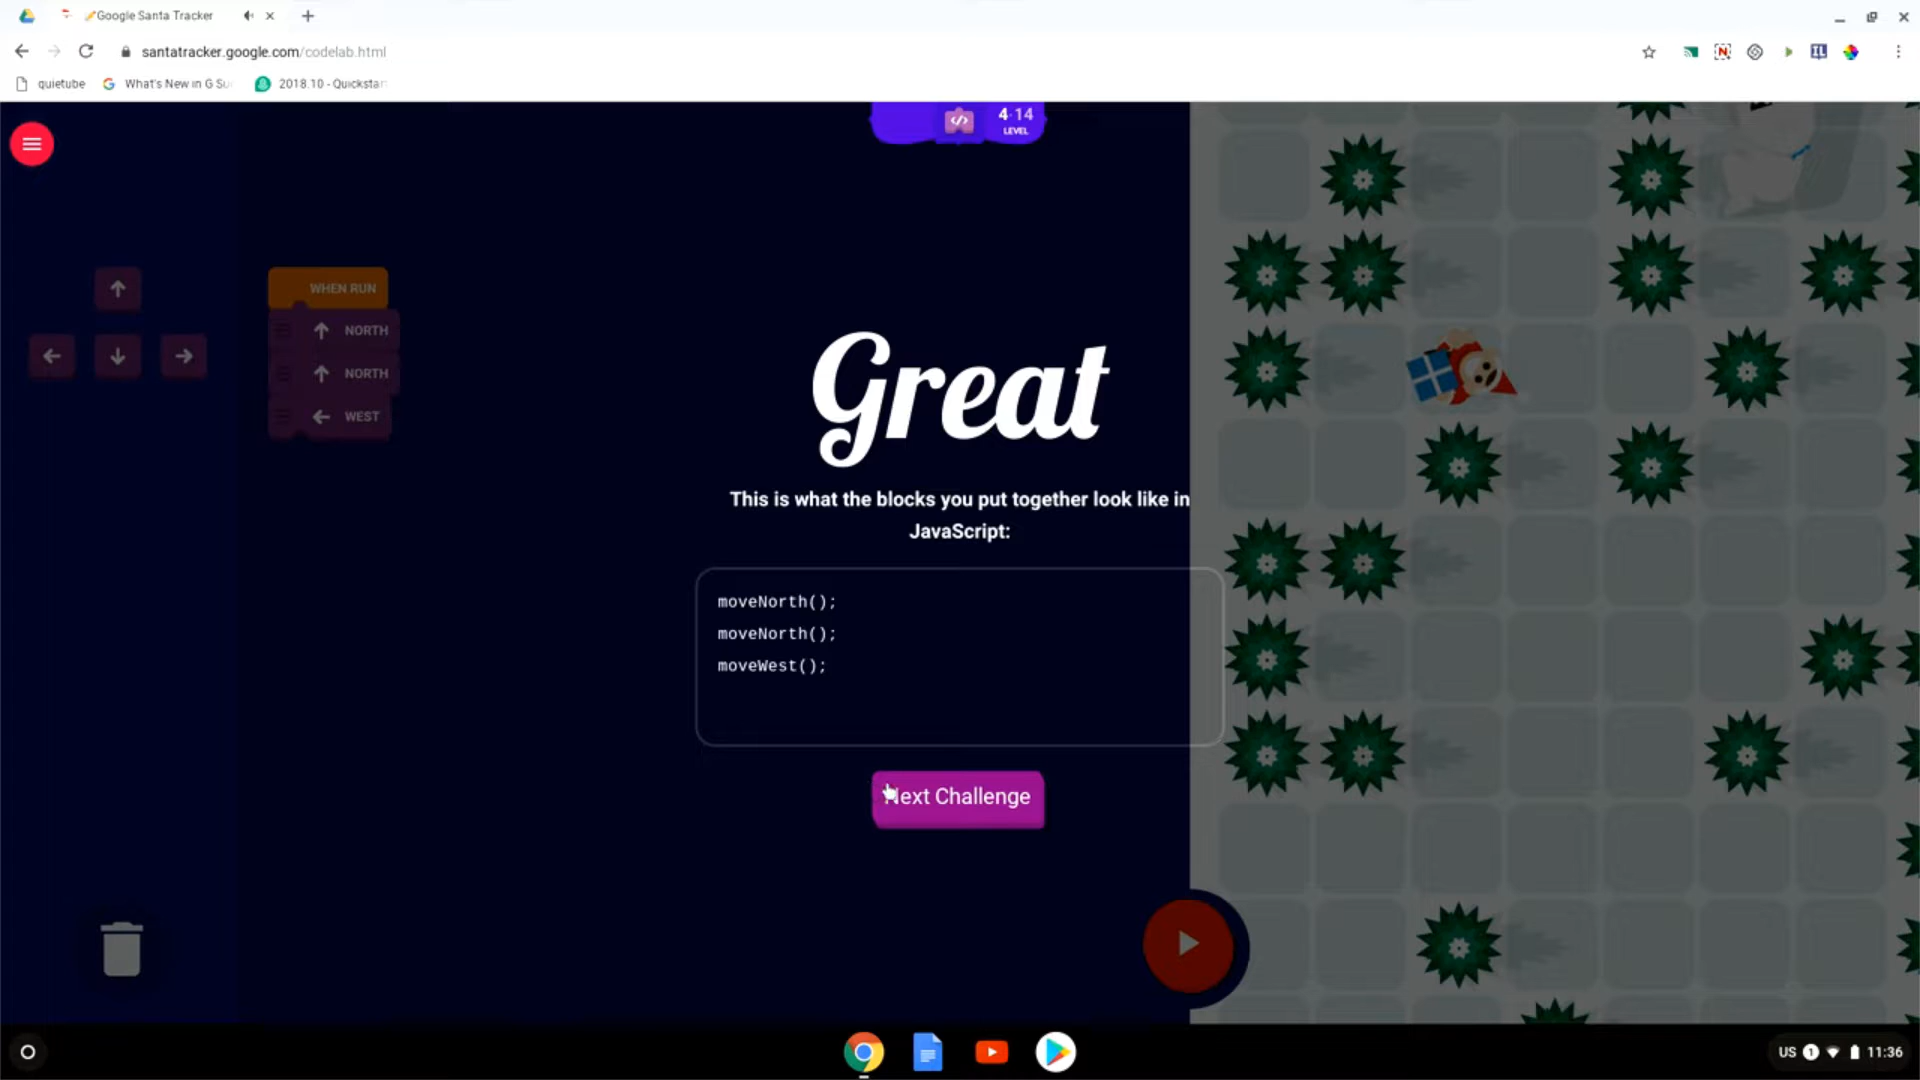 Google Santa Tracker
santatracker.google.com/codelab.html
quietube
What's New in G Su
2018.10 - Quickstar
4·14
LEVEL
WHEN RUN
NORTH
NORTH
WEST
Great
This is what the blocks you put together look like in
JavaScript:
moveNorth();
moveNorth();
moveWest();
Next Challenge
US 1 11:36